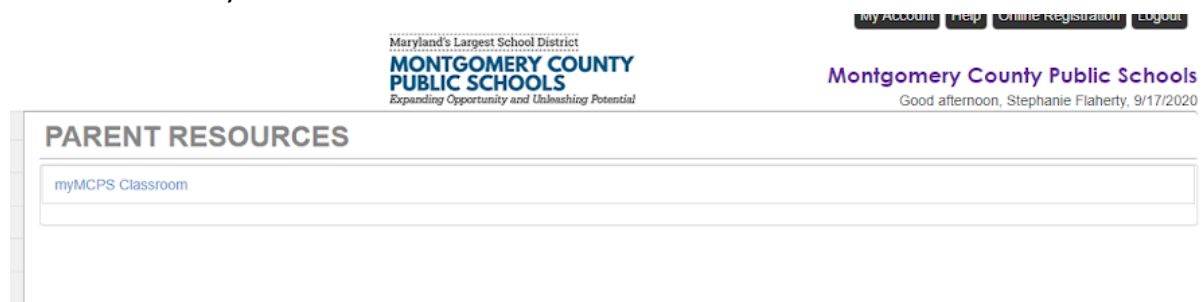 My Account Help Online Registration Logout
Maryland's Largest School District
MONTGOMERY COUNTY
PUBLIC SCHOOLS
Expanding Opportunity and Unleashing Potential
Montgomery County Public Schools
Good afternoon, Stephanie Flaherty, 9/17/2020
PARENT RESOURCES
myMCPS Classroom